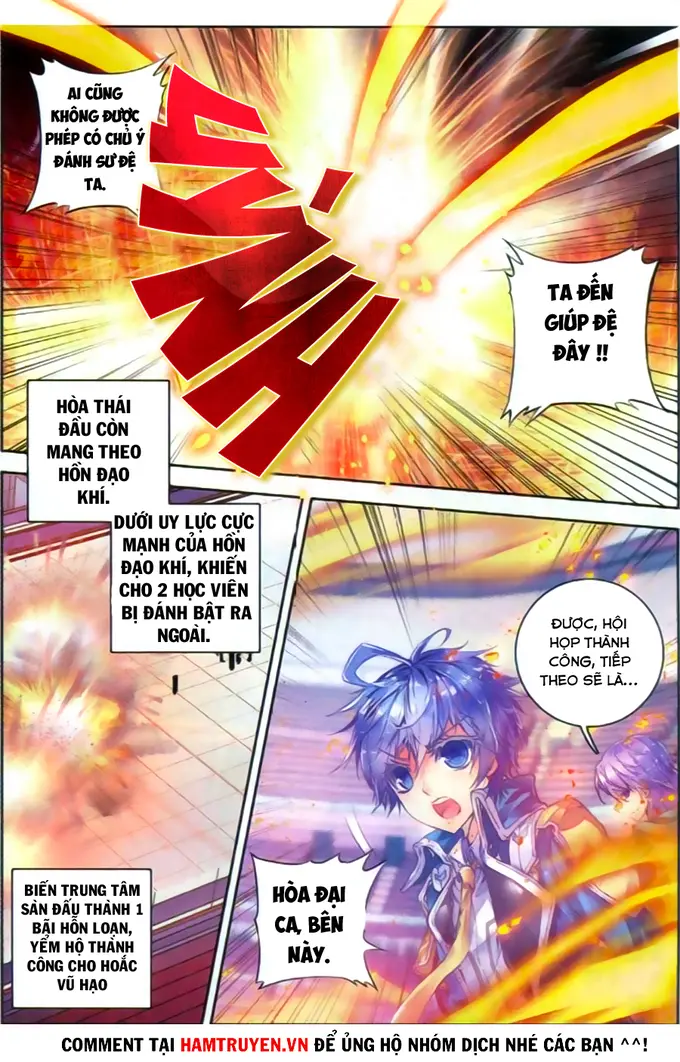 AI CŨNG
KHÔNG ĐƯỢC
PHÉP CÓ CHỦ Ý
ĐÁNH SƯ ĐỆ
TA.
TA ĐẾN
GIÚP ĐỆ
ĐÂY !!
HÒA THÁI
ĐẦU CÒN
MANG THEO
HỒN ĐẠO
KHÍ.
DƯỚI UY LỰC CỰC
MẠNH CỦA HỒN
ĐẠO KHÍ, KHIẾN
CHO 2 HỌC VIÊN
BỊ ĐÁNH BẬT RA
NGOÀI.
ĐƯỢC, HỘI
HỌP THÀNH
CÔNG, TIẾP
THEO SẼ LÀ...
HÒA ĐẠI
CA, BÊN
NÀY.
BIẾN TRUNG TÂM
SÀN ĐẤU THÀNH 1
BÃI HỖN LOẠN,
YỂM HỘ THÀNH
CÔNG CHO HOẮC
VŨ HẠO
COMMENT TẠI HAMTRUYEN.VN ĐỂ ỦNG HỘ NHÓM DỊCH NHÉ CÁC BẠN ^^!